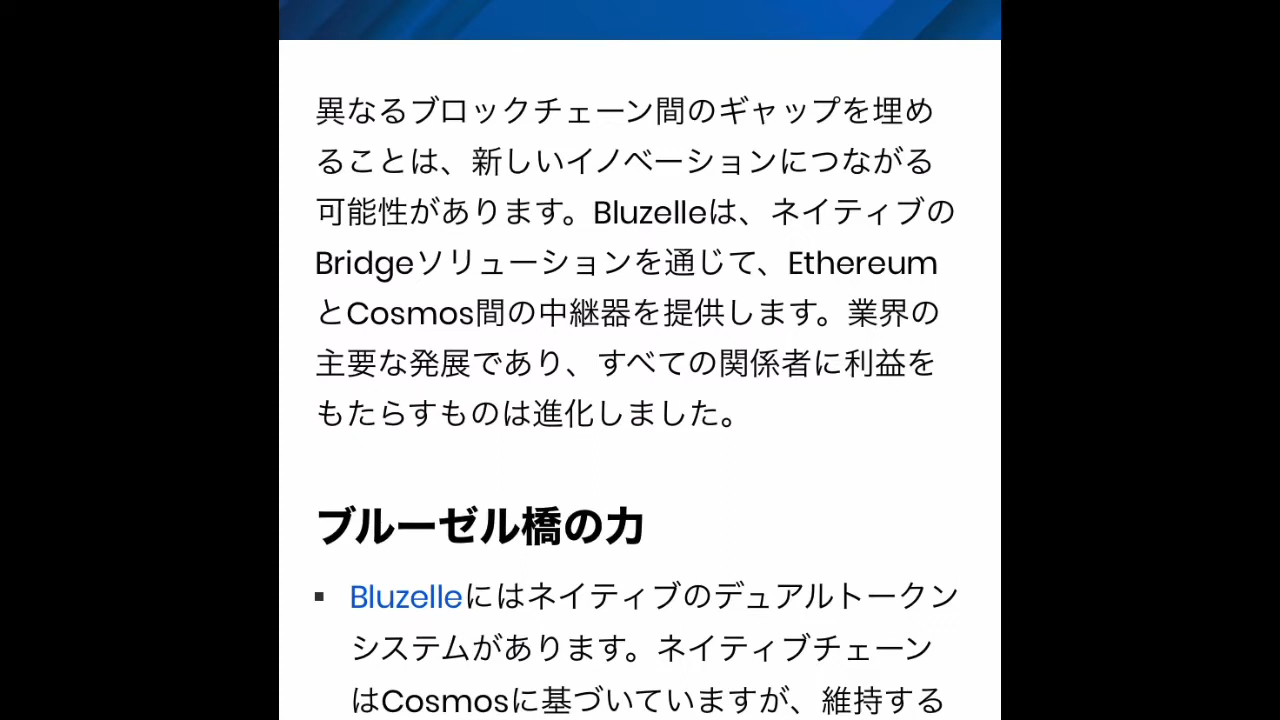 異なるブロックチェーン間のギャップを埋め
ることは、新しいイノベーションにつながる
可能性があります。Bluzelleは、ネイティブの
Bridgeソリューションを通じて、Ethereum
とCosmos間の中継器を提供します。業界の
主要な発展であり、すべての関係者に利益を
もたらすものは進化しました。
ブルーゼル橋の力
▪ Bluzelleにはネイティブのデュアルトークン
システムがあります。ネイティブチェーン
はCosmosに基づいていますが、維持する